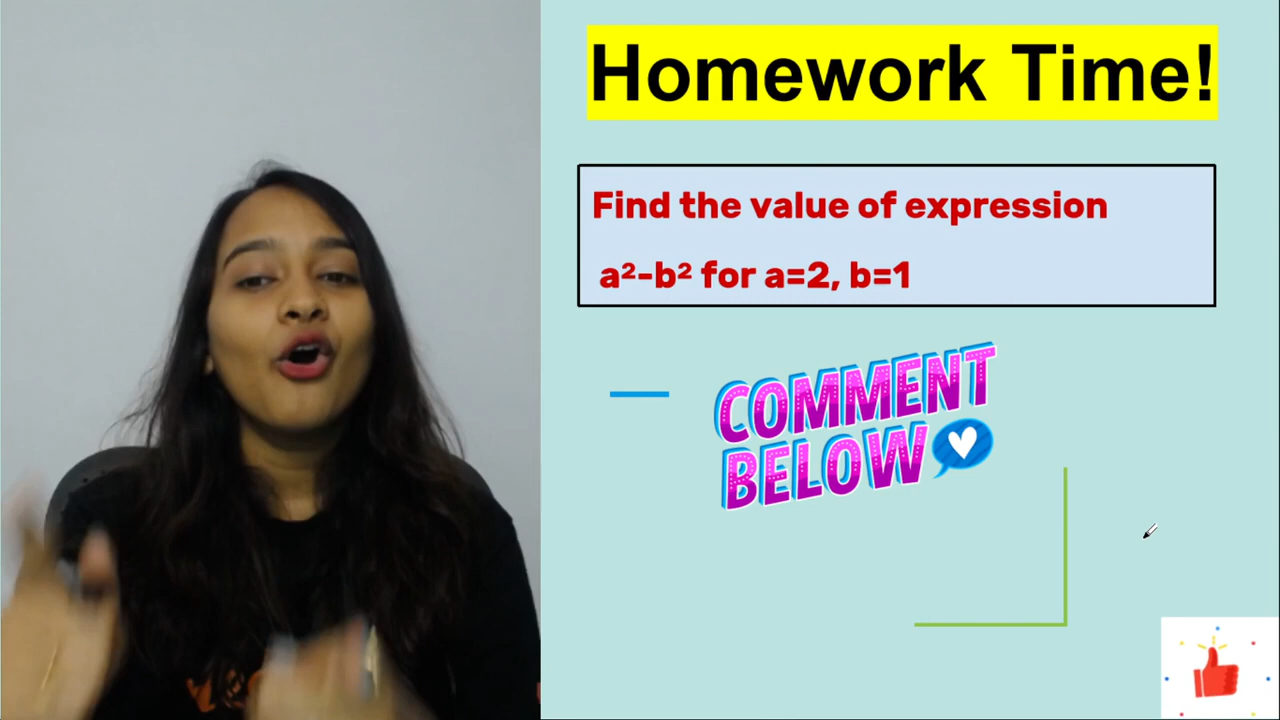 Homework Time!
Find the value of expression
a²-b² for a=2, b=1
COMMENT
BELOW